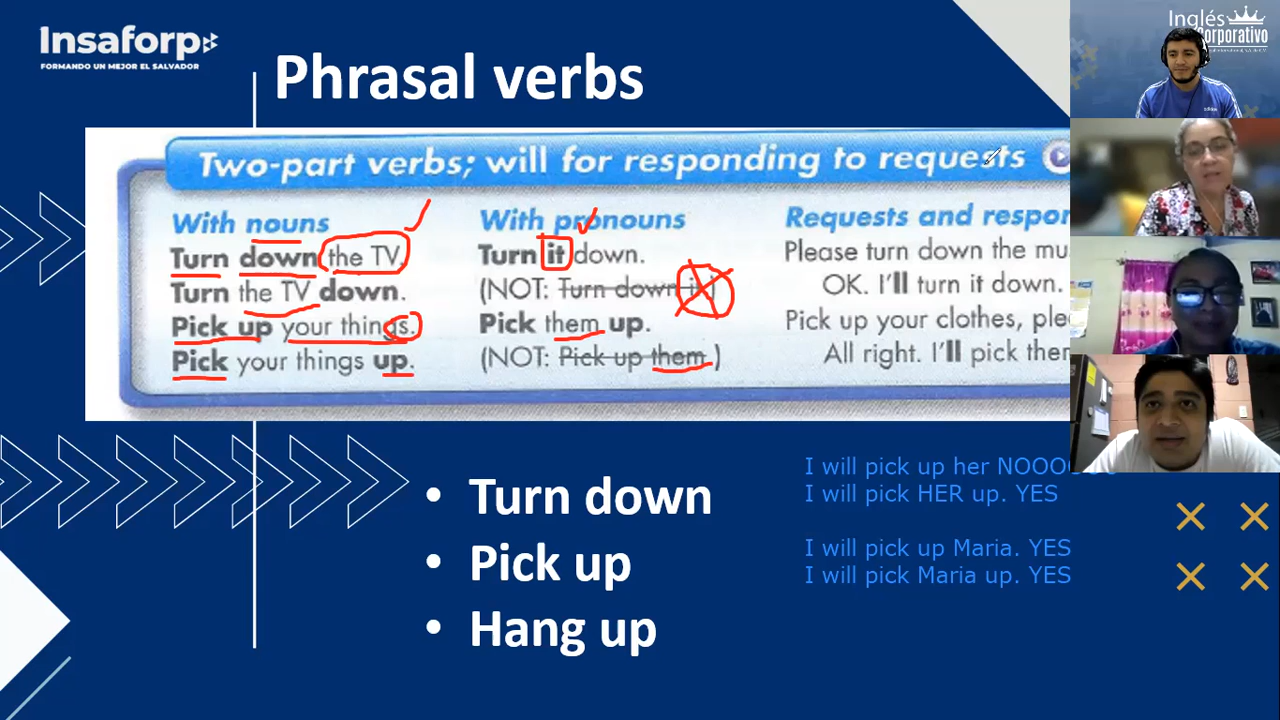 Insaforp
FORMANDO UN MEJOR EL SALVADOR
Phrasal verbs
Inglés
Corporativo
Two-part verbs; will for responding to requests
With nouns
Turn down the TV.
Turn the TV down.
Pick up your things.
Pick your things up.
With pronouns
Turn it down.
(NOT: Turn down it)
Pick them up.
(NOT: Pick up them.)
Requests and respon
Please turn down the mu
OK. I'll turn it down.
Pick up your clothes, ple
All right. I'll pick them
• Turn down
• Pick up
• Hang up
I will pick up her NOOO
I will pick HER up. YES
I will pick up Maria. YES
I will pick Maria up. YES